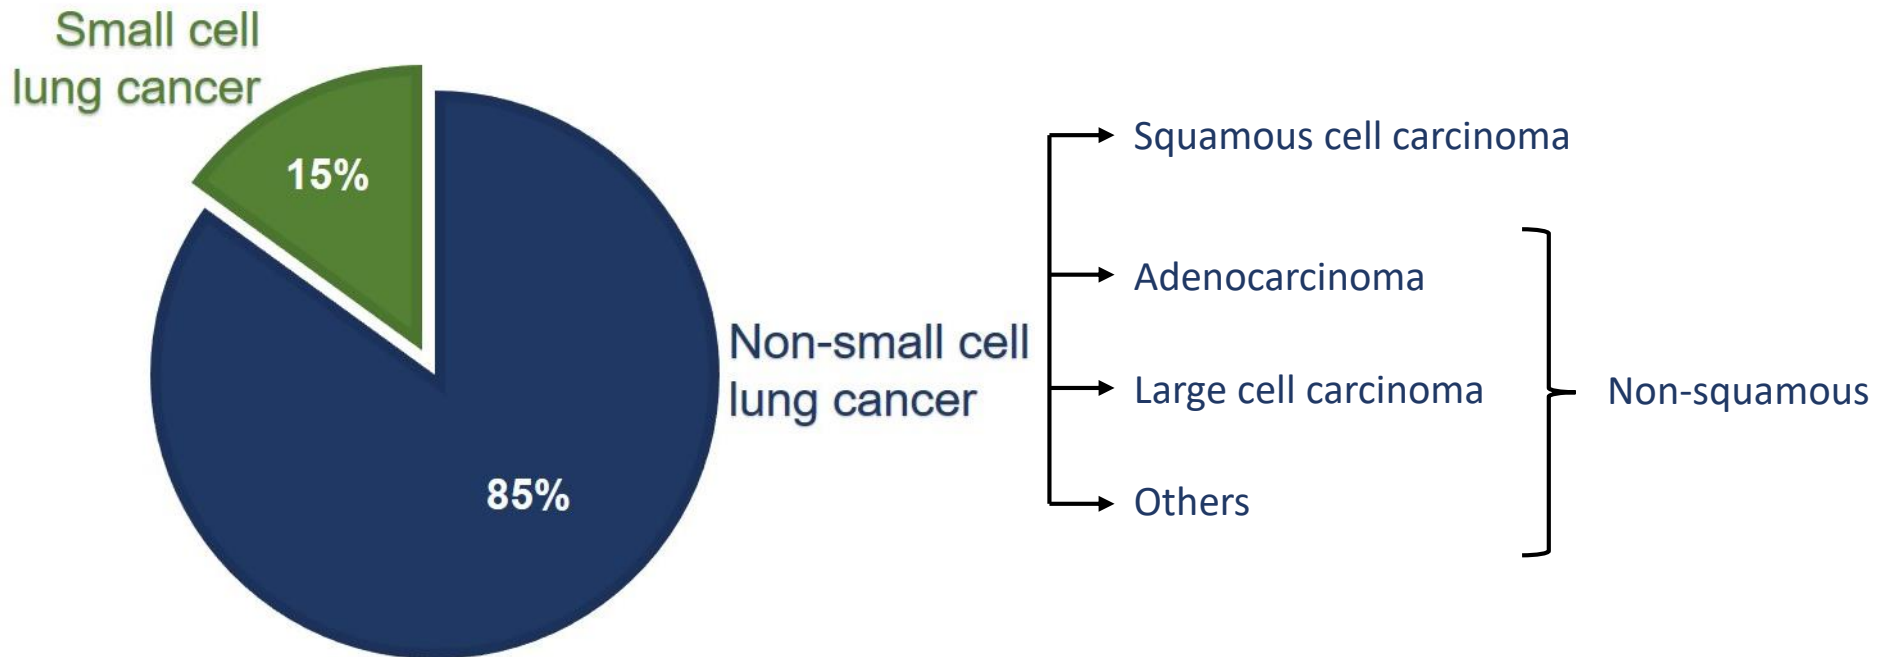 Small cell
lung cancer
15%
85%
Non-small cell
lung cancer
Squamous cell carcinoma
Adenocarcinoma
Large cell carcinoma
Others
Non-squamous